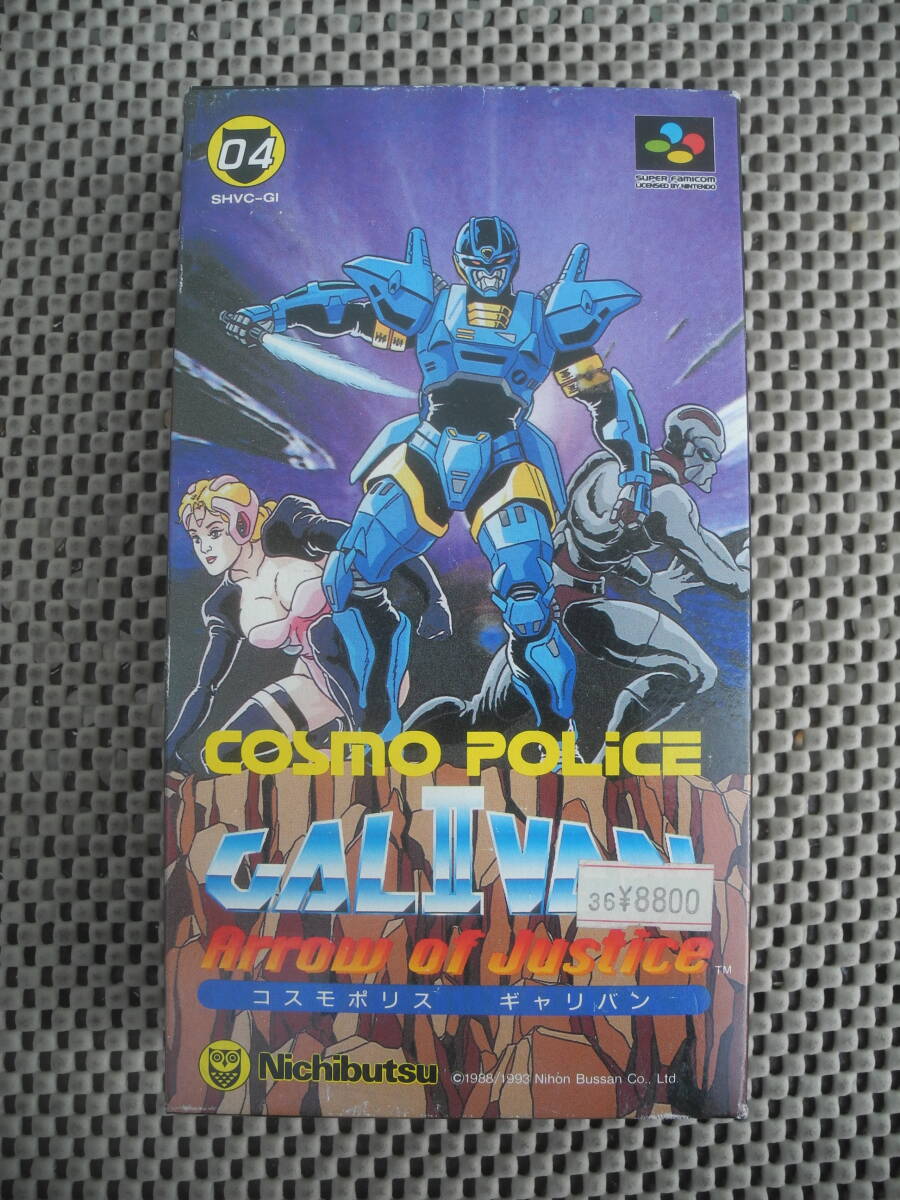 04
SHVC-GI
SUPER FAMICOM
LICENSED BY NINTENDO
COSMO POLiCE
GALIVAN II
36¥8800
Arrow of Justice TM
コスモポリス ギャリバン
Nichibutsu ©1988/1993 Nihon Bussan Co., Ltd.